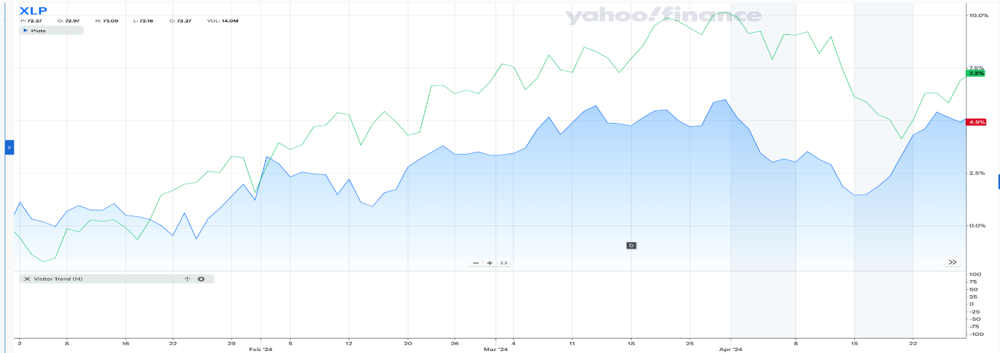 XLP
yahoo!finance
P: 72.27 O: 72.97 H: 73.09 L: 72.16 C: 72.27 VOL: 14.0M
Plots
10.0%
7.5%
7.3%
4.9%
2.5%
0.0%
D
Visitor Trend (14)
100
75
50
25
0
-25
-50
-75
-100
2 8 16 22 29 5 12 20 26 4 11 18 25 8 15 22
Feb '24 Mar '24 Apr '24